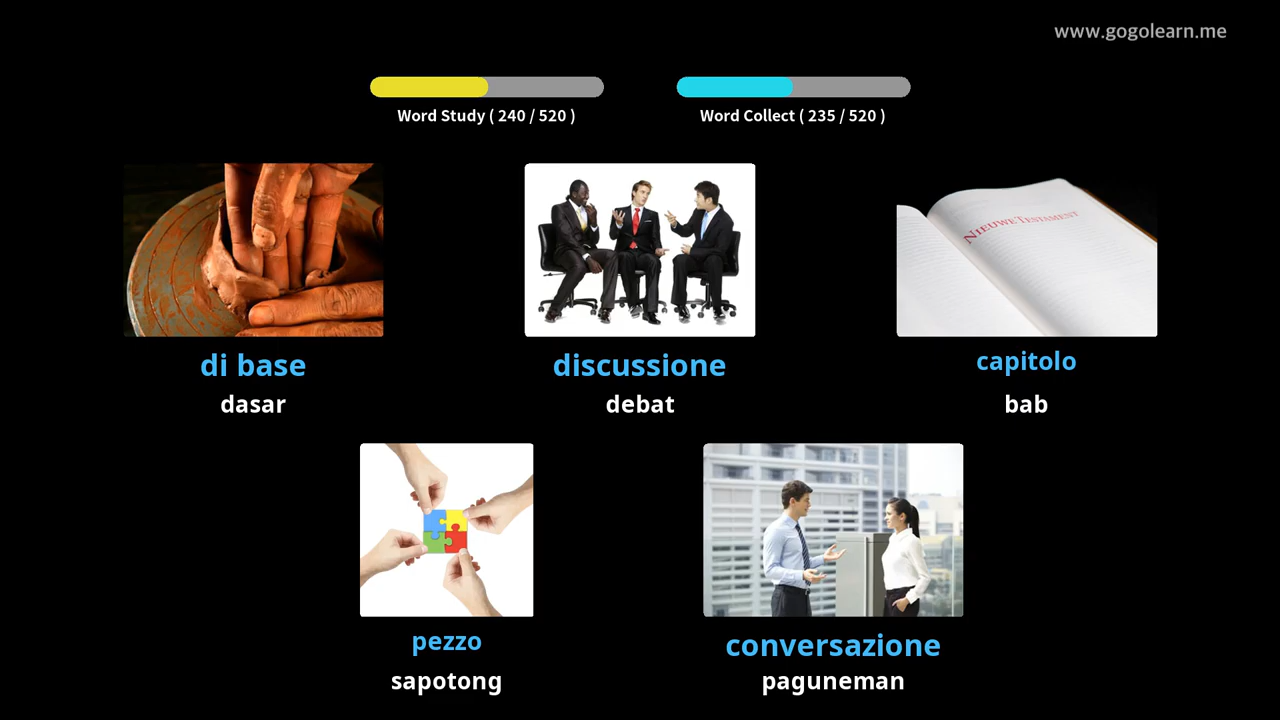 www.gogolearn.me
Word Study ( 240 / 520 )
Word Collect ( 235 / 520 )
NIEUWE TESTAMENT
di base
discussione
capitolo
dasar
debat
bab
pezzo
conversazione
sapotong
paguneman